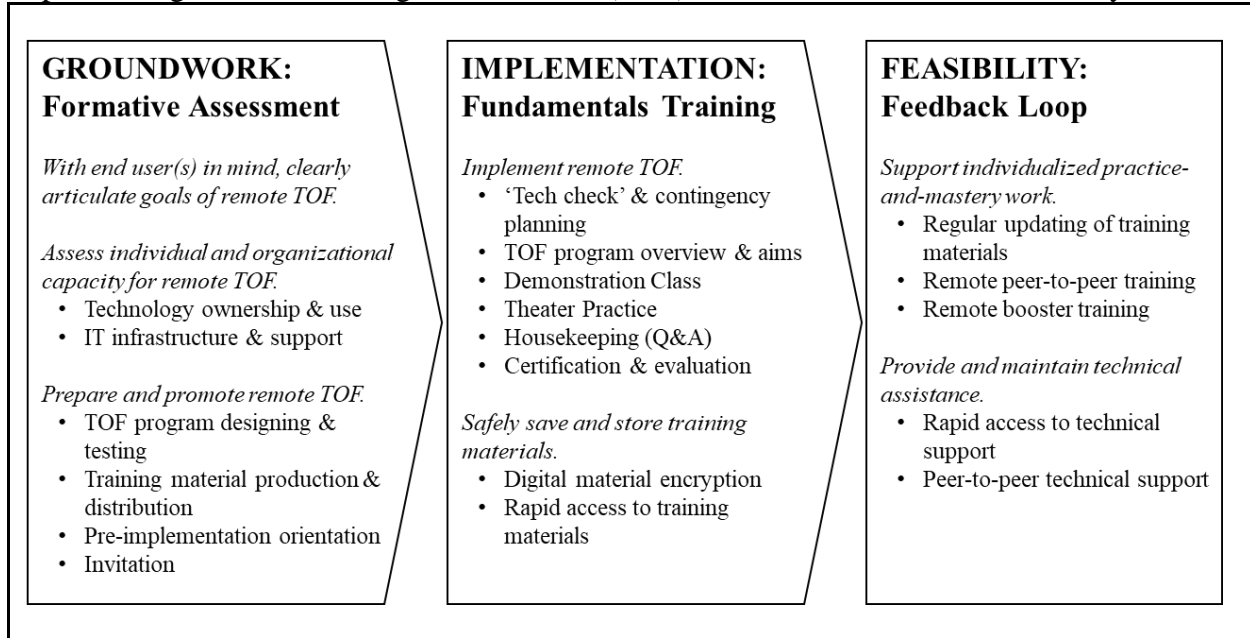 GROUNDWORK:
Formative Assessment
With end user(s) in mind, clearly
articulate goals of remote TOF.
Assess individual and organizational
capacity for remote TOF.
• Technology ownership & use
• IT infrastructure & support
Prepare and promote remote TOF.
• TOF program designing &
testing
• Training material production &
distribution
• Pre-implementation orientation
• Invitation
IMPLEMENTATION:
Fundamentals Training
Implement remote TOF.
• ‘Tech check’ & contingency
planning
• TOF program overview & aims
• Demonstration Class
• Theater Practice
• Housekeeping (Q&A)
• Certification & evaluation
Safely save and store training
materials.
• Digital material encryption
• Rapid access to training
materials
FEASIBILITY:
Feedback Loop
Support individualized practice-
and-mastery work.
• Regular updating of training
materials
• Remote peer-to-peer training
• Remote booster training
Provide and maintain technical
assistance.
• Rapid access to technical
support
• Peer-to-peer technical support